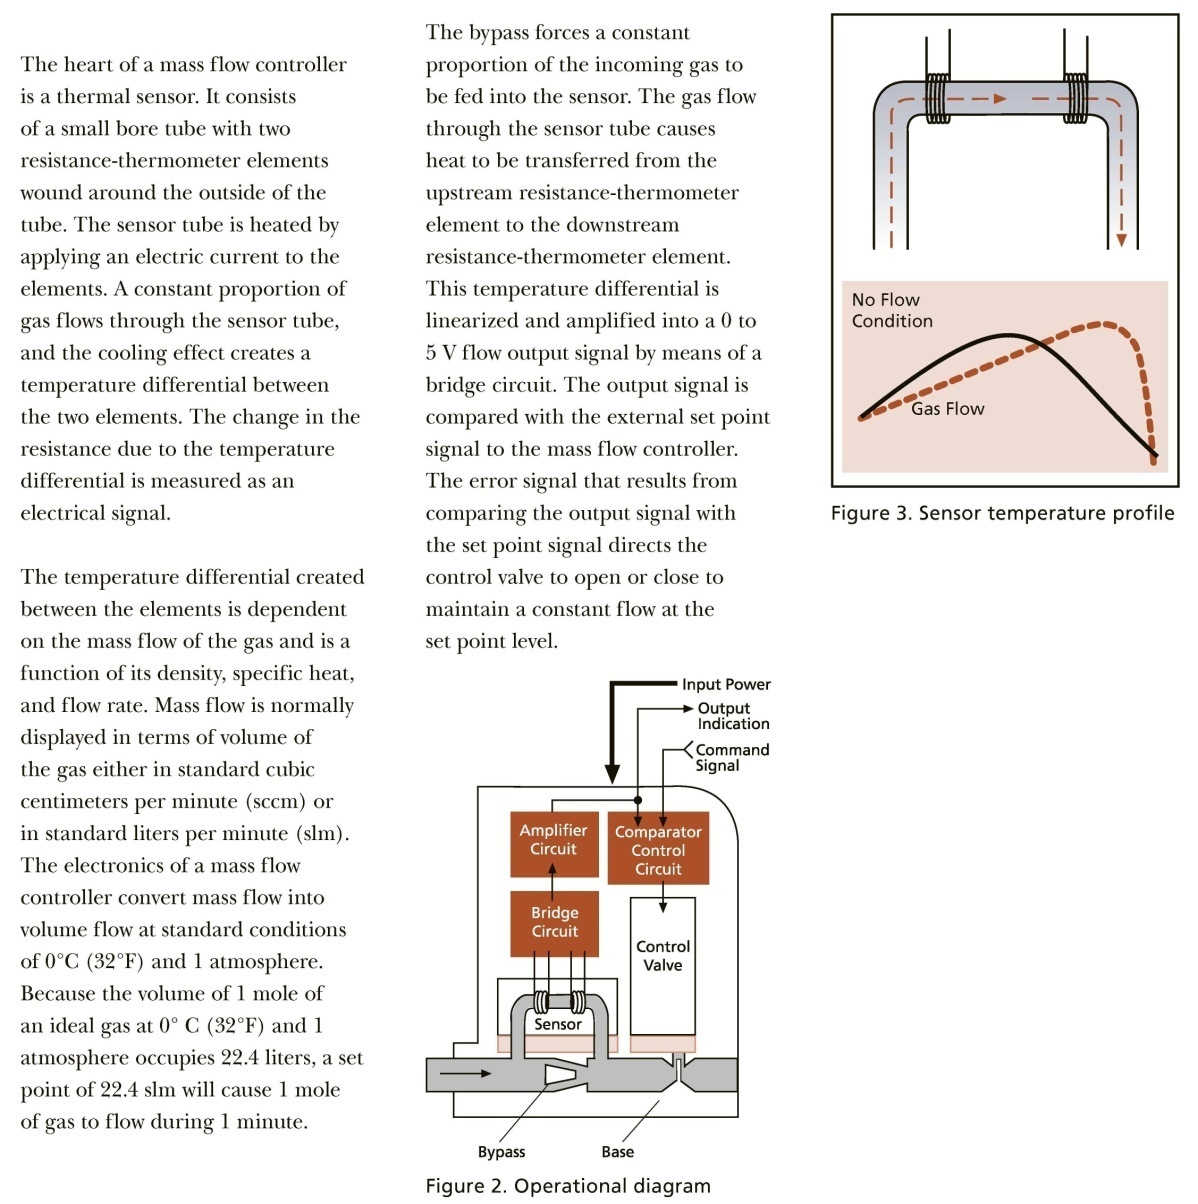 The heart of a mass flow controller
is a thermal sensor. It consists
of a small bore tube with two
resistance-thermometer elements
wound around the outside of the
tube. The sensor tube is heated by
applying an electric current to the
elements. A constant proportion of
gas flows through the sensor tube,
and the cooling effect creates a
temperature differential between
the two elements. The change in the
resistance due to the temperature
differential is measured as an
electrical signal.
The temperature differential created
between the elements is dependent
on the mass flow of the gas and is a
function of its density, specific heat,
and flow rate. Mass flow is normally
displayed in terms of volume of
the gas either in standard cubic
centimeters per minute (sccm) or
in standard liters per minute (slm).
The electronics of a mass flow
controller convert mass flow into
volume flow at standard conditions
of 0°C (32°F) and 1 atmosphere.
Because the volume of 1 mole of
an ideal gas at 0° C (32°F) and 1
atmosphere occupies 22.4 liters, a set
point of 22.4 slm will cause 1 mole
of gas to flow during 1 minute.
The bypass forces a constant
proportion of the incoming gas to
be fed into the sensor. The gas flow
through the sensor tube causes
heat to be transferred from the
upstream resistance-thermometer
element to the downstream
resistance-thermometer element.
This temperature differential is
linearized and amplified into a 0 to
5 V flow output signal by means of a
bridge circuit. The output signal is
compared with the external set point
signal to the mass flow controller.
The error signal that results from
comparing the output signal with
the set point signal directs the
control valve to open or close to
maintain a constant flow at the
set point level.
Input Power
Output
Indication
Command
Signal
Amplifier
Circuit
Comparator
Control
Circuit
Bridge
Circuit
Control
Valve
Sensor
Bypass
Base
Figure 2. Operational diagram
No Flow
Condition
Gas Flow
Figure 3. Sensor temperature profile